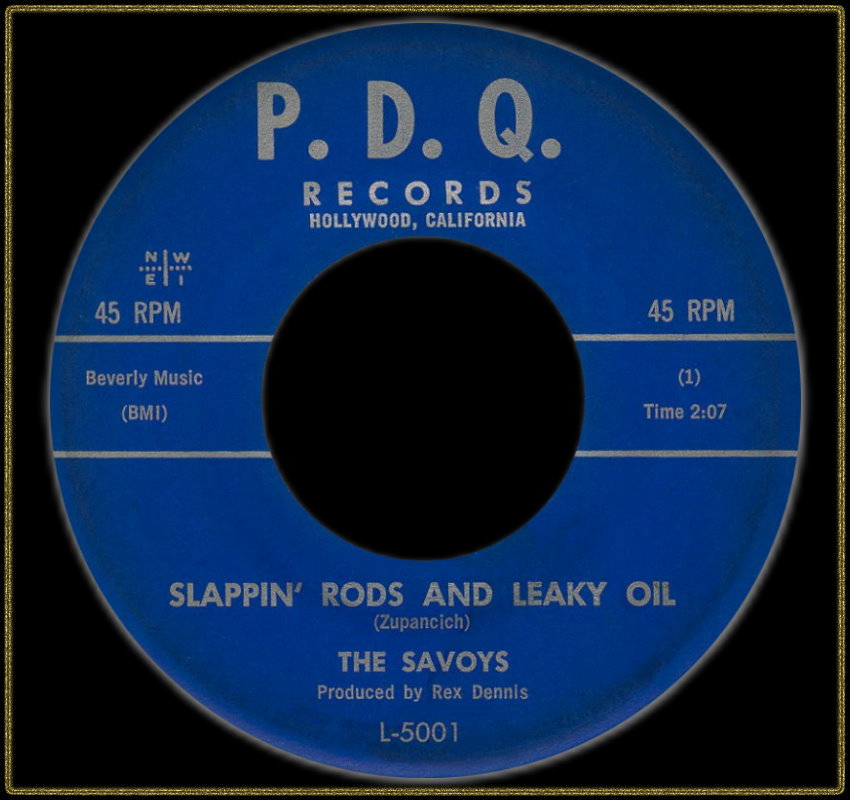 P. D. Q.
RECORDS
HOLLYWOOD, CALIFORNIA
N W
E I
45 RPM
45 RPM
Beverly Music
(BMI)
(1)
Time 2:07
SLAPPIN' RODS AND LEAKY OIL
(Zupancich)
THE SAVOYS
Produced by Rex Dennis
L-5001